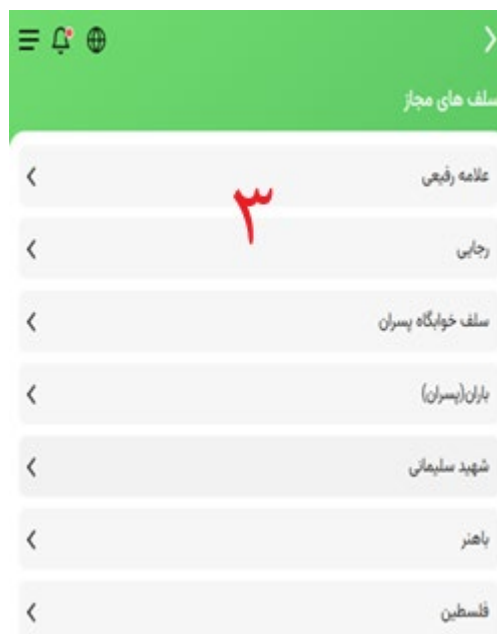 سلف های مجاز
علامه رفیعی
۳
رجایی
سلف خوابگاه پسران
باران(پسران)
شهید سلیمانی
باهنر
فلسطین